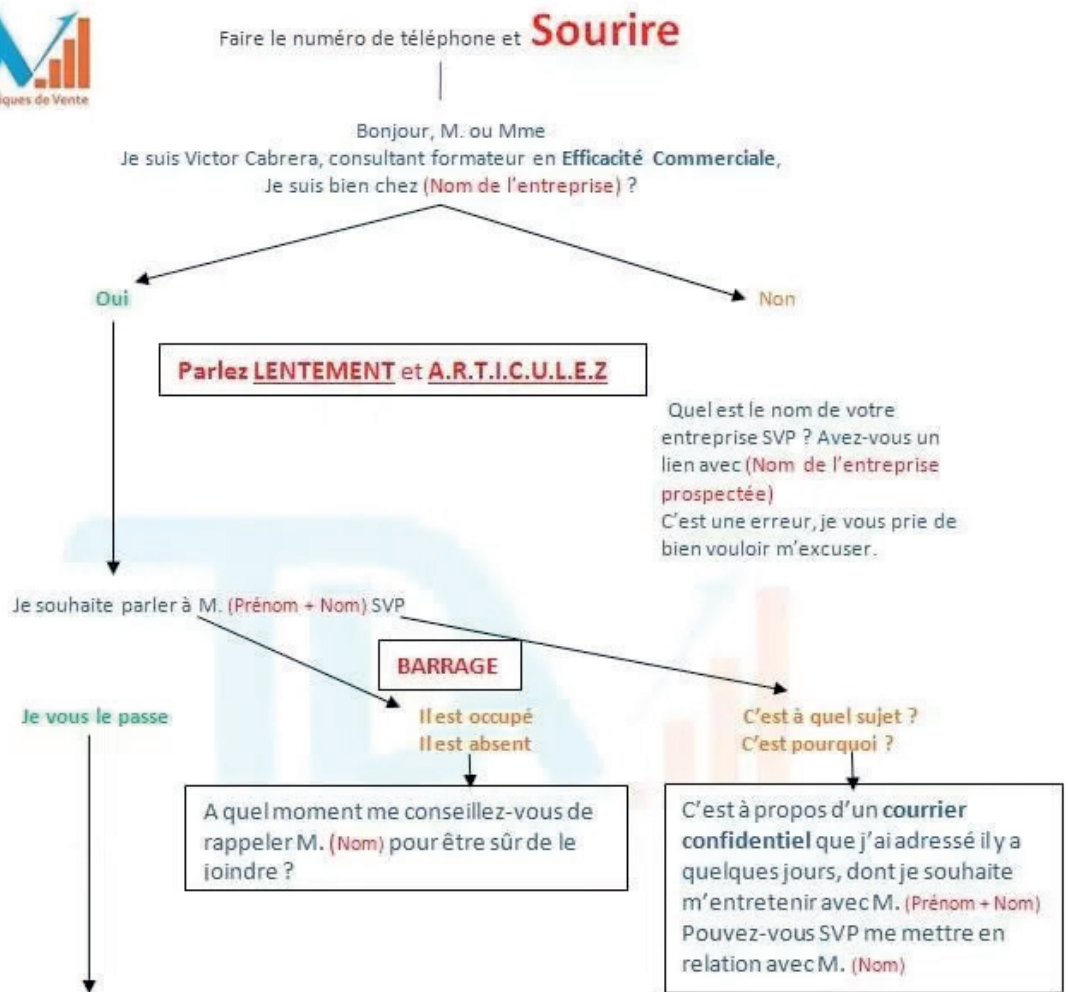 iques de Vente
Faire le numéro de téléphone et Sourire
Bonjour, M. ou Mme
Je suis Victor Cabrera, consultant formateur en Efficacité Commerciale,
Je suis bien chez (Nom de l'entreprise) ?
Oui
Non
Parlez LENTEMENT et A.R.T.I.C.U.L.E.Z
Quel est le nom de votre
entreprise SVP ? Avez-vous un
lien avec (Nom de l'entreprise
prospectée)
C'est une erreur, je vous prie de
bien vouloir m'excuser.
Je souhaite parler à M. (Prénom + Nom) SVP
BARRAGE
Je vous le passe
Il est occupé
Il est absent
C'est à quel sujet ?
C'est pourquoi ?
A quel moment me conseillez-vous de
rappeler M. (Nom) pour être sûr de le
joindre ?
C'est à propos d'un courrier
confidentiel que j'ai adressé il y a
quelques jours, dont je souhaite
m'entretenir avec M. (Prénom + Nom)
Pouvez-vous SVP me mettre en
relation avec M. (Nom)